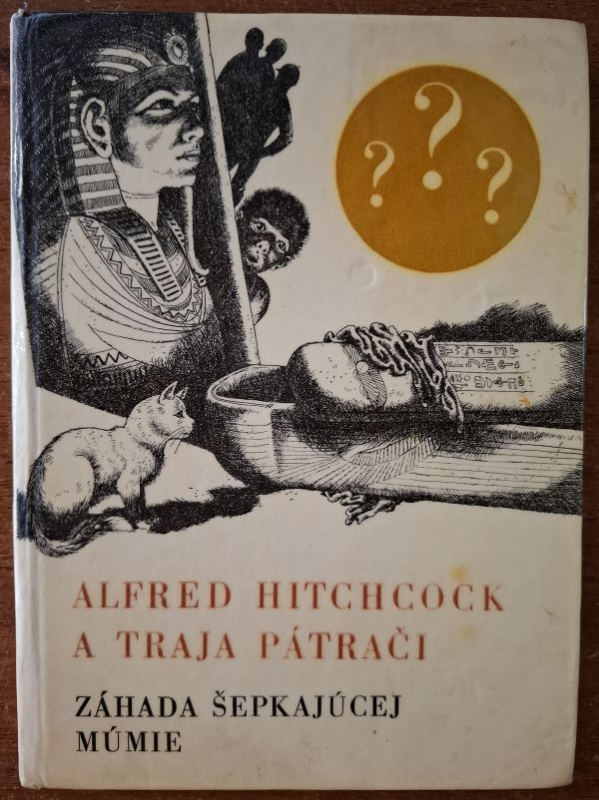 ? ? ?
ALFRED HITCHCOCK
A TRAJA PÁTRAČI
ZÁHADA ŠEPKAJÚCEJ
MÚMIE